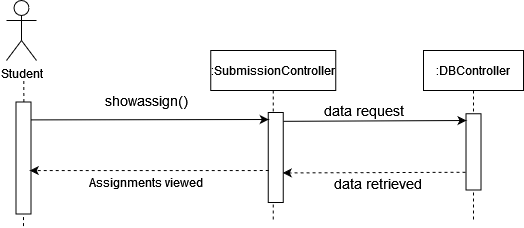 Student
:SubmissionController
:DBController
showassign()
data request
Assignments viewed
data retrieved